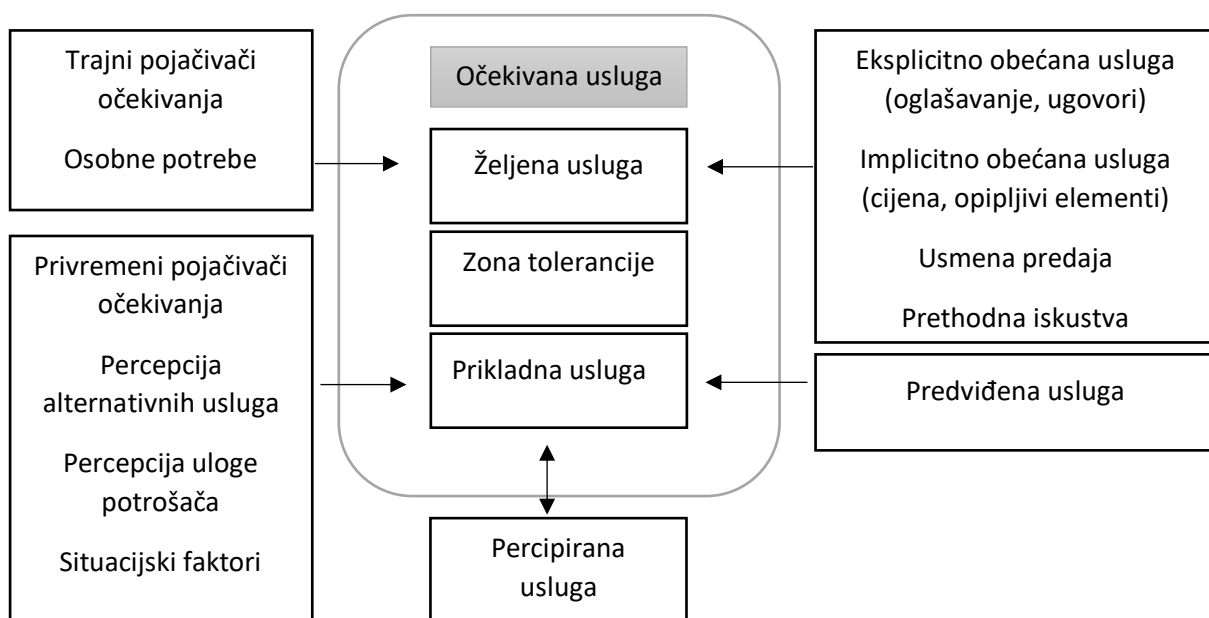 Trajni pojačivači
očekivanja
Osobne potrebe
Privremeni pojačivači
očekivanja
Percepcija
alternativnih usluga
Percepcija uloge
potrošača
Situacijski faktori
Očekivana usluga
Željena usluga
Zona tolerancije
Prikladna usluga
Percipirana
usluga
Eksplicitno obećana usluga
(oglašavanje, ugovori)
Implicitno obećana usluga
(cijena, opipljivi elementi)
Usmena predaja
Prethodna iskustva
Predviđena usluga